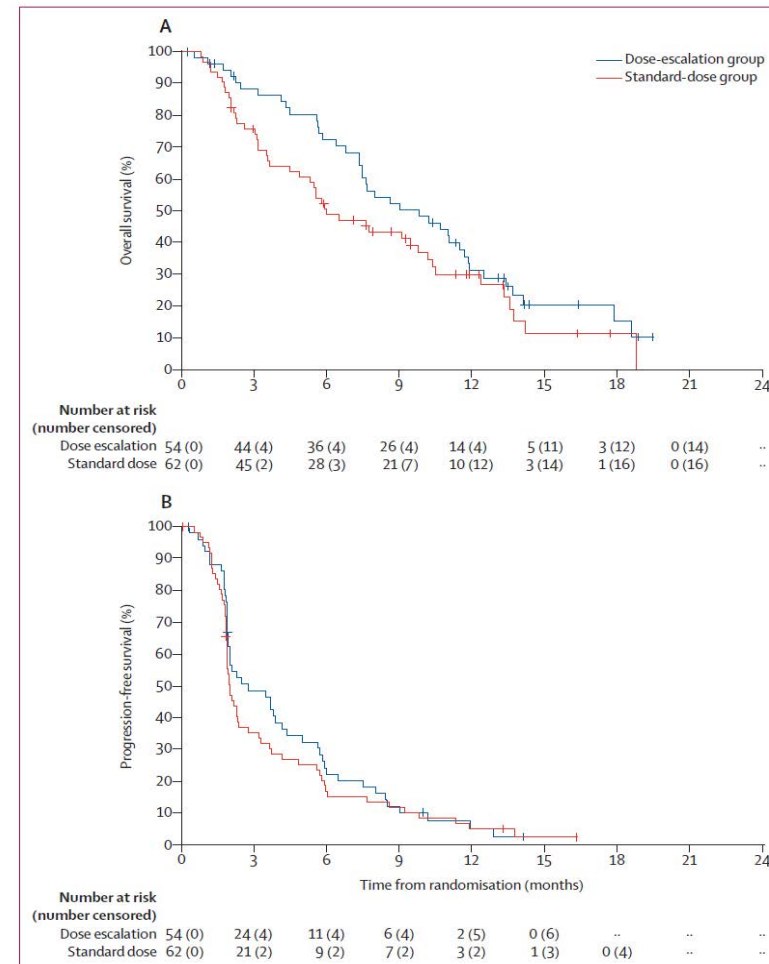 A
100
90
80
70
60
50
40
30
20
10
0
Overall survival (%)
Dose-escalation group
Standard-dose group
0 3 6 9 12 15 18 21 24
Number at risk
(number censored)
Dose escalation 54 (0) 44 (4) 36 (4) 26 (4) 14 (4) 5 (11) 3 (12) 0 (14) ..
Standard dose 62 (0) 45 (2) 28 (3) 21 (7) 10 (12) 3 (14) 1 (16) 0 (16) ..
B
100
90
80
70
60
50
40
30
20
10
0
Progression-free survival (%)
0 3 6 9 12 15 18 21 24
Time from randomisation (months)
Number at risk
(number censored)
Dose escalation 54 (0) 24 (4) 11 (4) 6 (4) 2 (5) 0 (6) .. .. ..
Standard dose 62 (0) 21 (2) 9 (2) 7 (2) 3 (2) 1 (3) 0 (4) .. ..